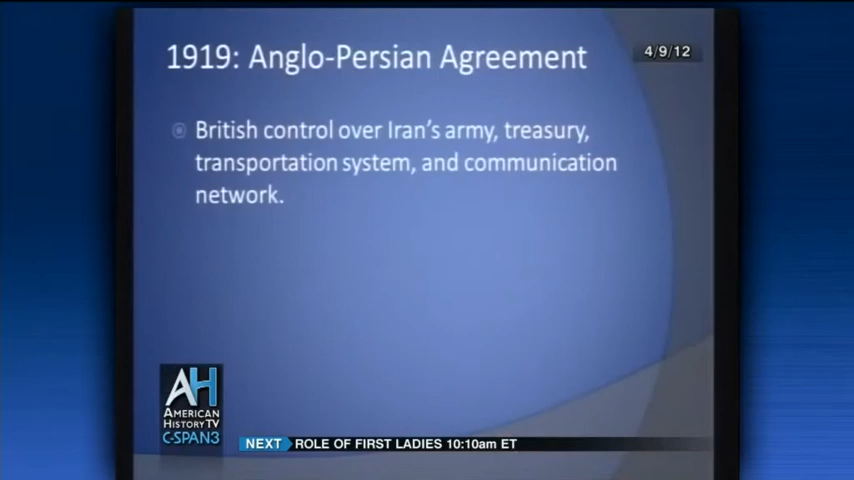 1919: Anglo-Persian Agreement
4/9/12
British control over Iran's army, treasury,
transportation system, and communication
network.
AH
AMERICAN
HISTORY TV
C-SPAN3
NEXT ROLE OF FIRST LADIES 10:10am ET